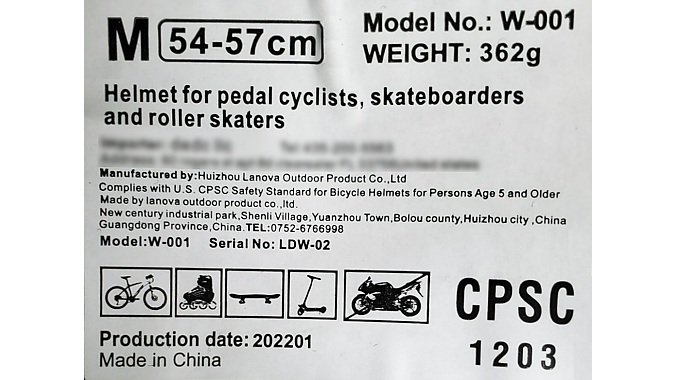 M 54-57cm
Model No.: W-001
WEIGHT: 362g
Helmet for pedal cyclists, skateboarders
and roller skaters
Manufactured by:Huizhou Lanova Outdoor Product Co.,Ltd
Complies with U.S. CPSC Safety Standard for Bicycle Helmets for Persons Age 5 and Older
Made by lanova outdoor product co.,ltd.
New century industrial park,Shenli Village,Yuanzhou Town,Bolou county,Huizhou city ,China
Guangdong Province,China.TEL:0752-6766998
Model:W-001 Serial No: LDW-02
CPSC
1203
Production date: 202201
Made in China